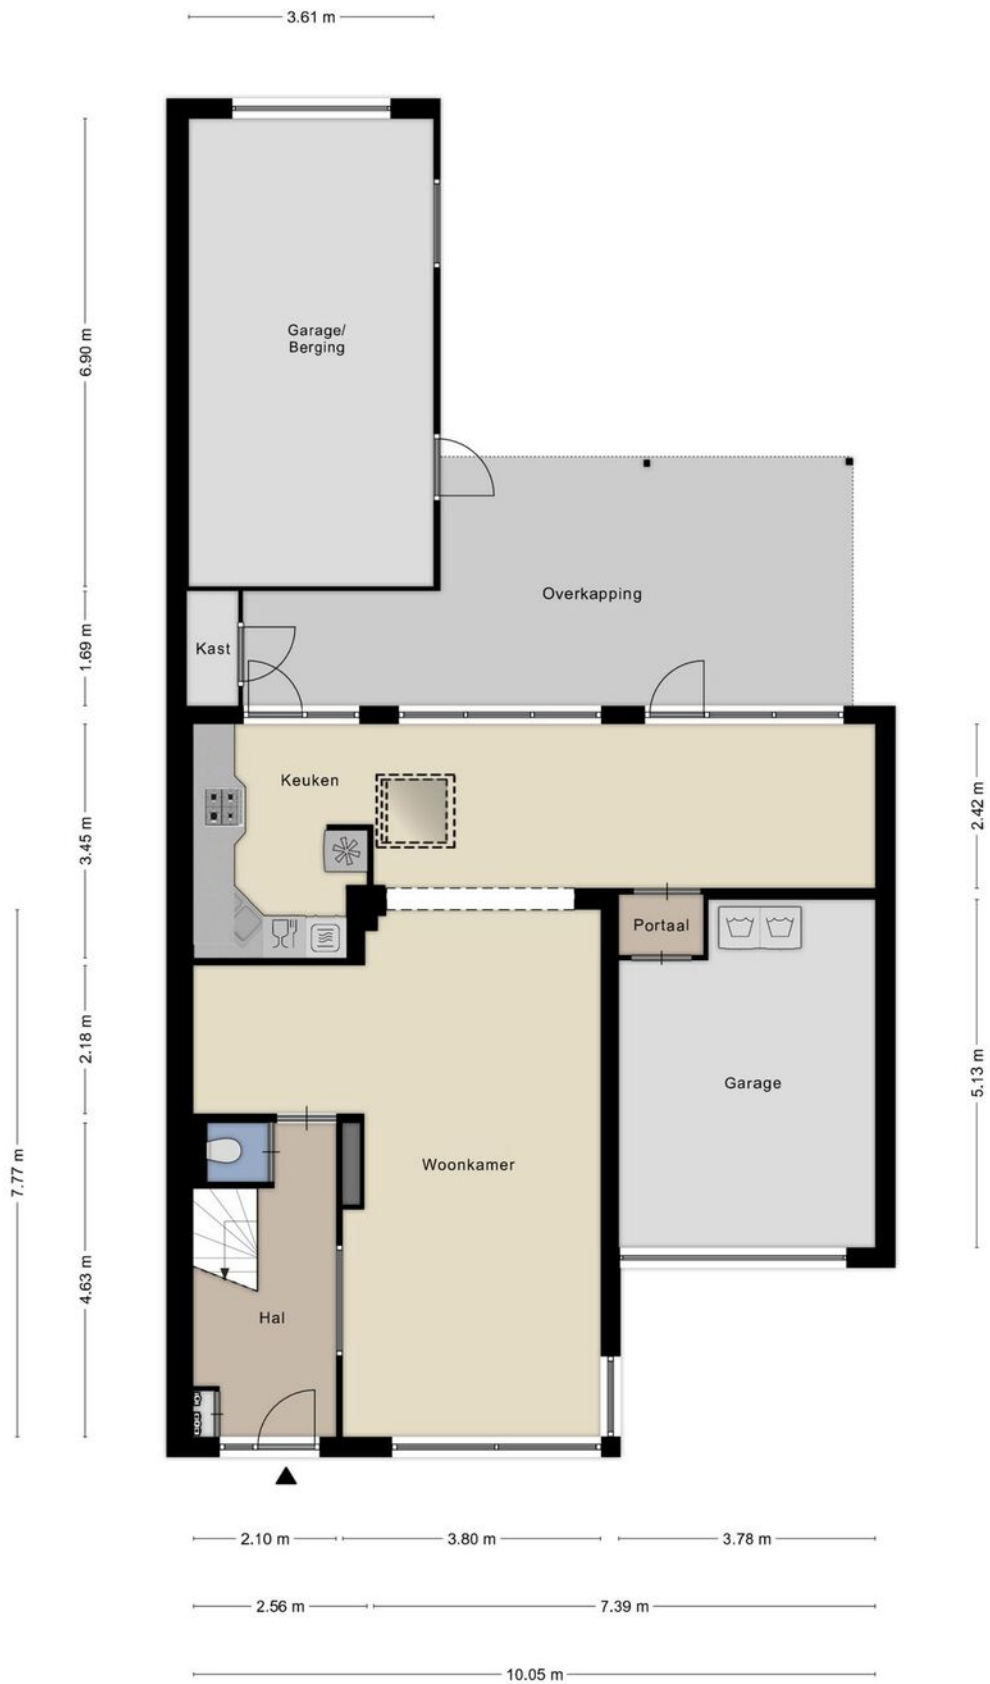 3.61 m
6.90 m
Garage/
Berging
Overkapping
1.69 m
Kast
Keuken
3.45 m
2.42 m
Portaal
2.18 m
Garage
5.13 m
Woonkamer
7.77 m
4.63 m
Hal
2.10 m
3.80 m
3.78 m
2.56 m
7.39 m
10.05 m